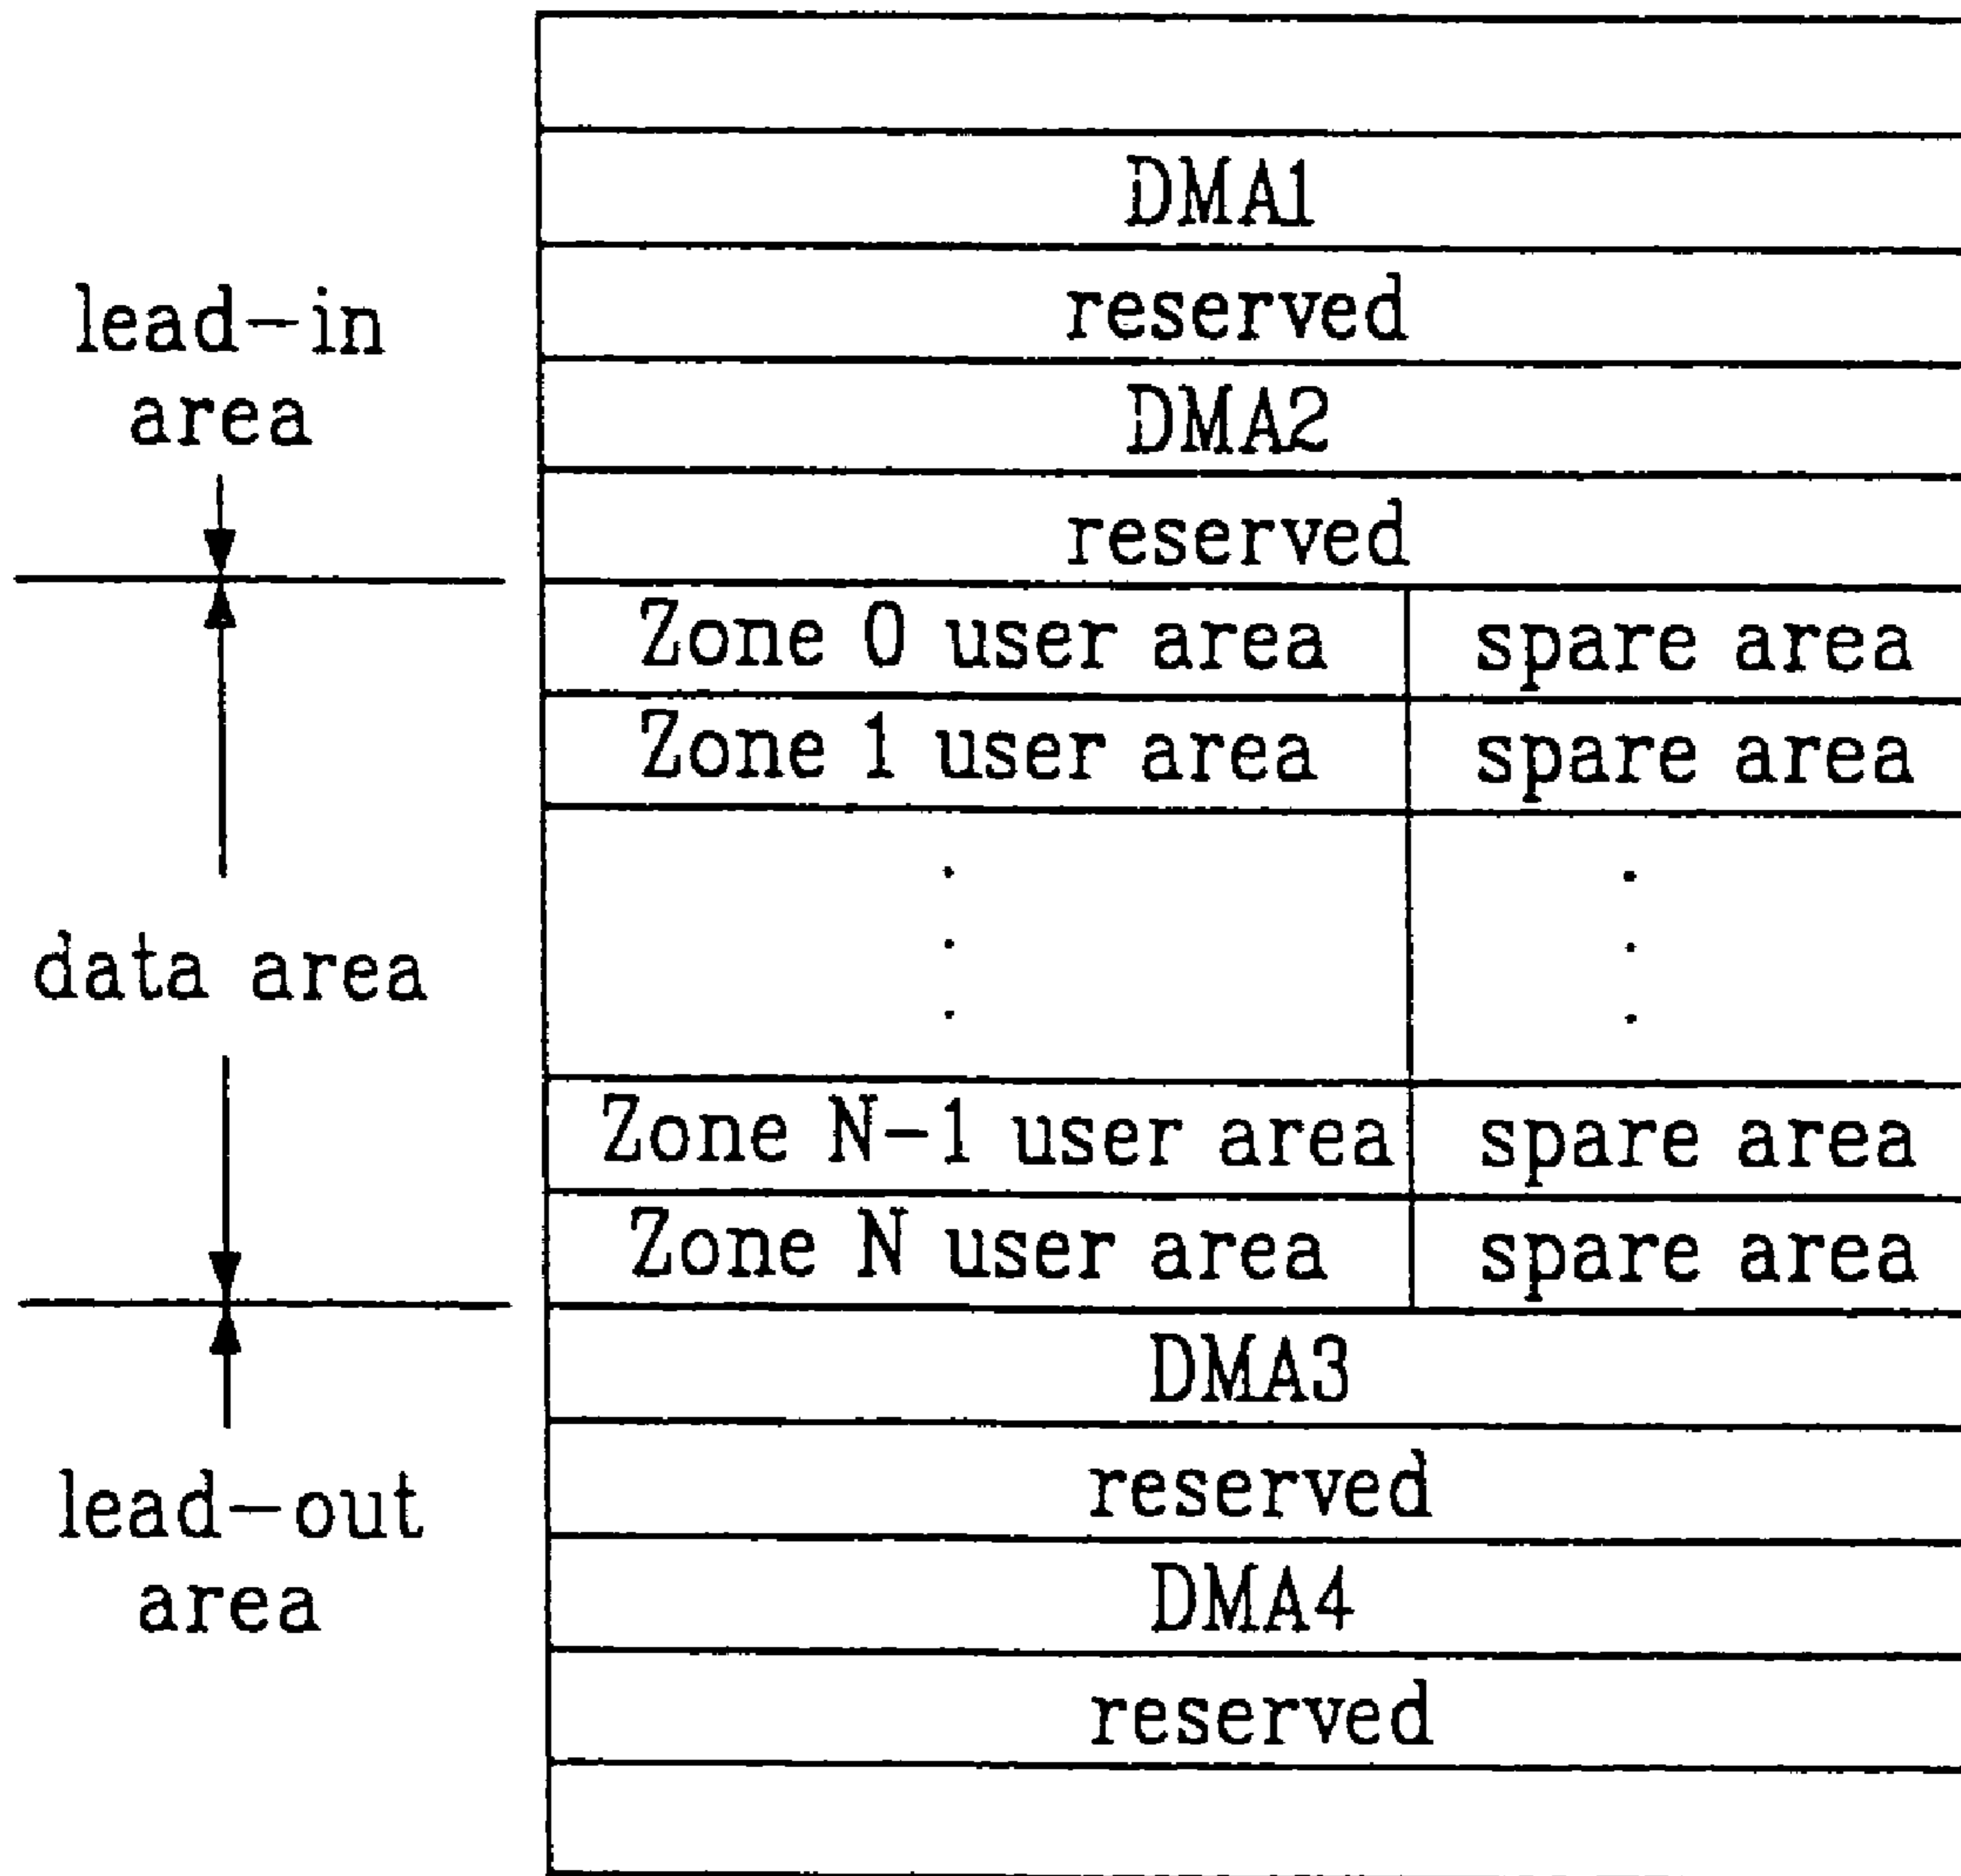 DMA1
reserved
lead-in
area
DMA2
reserved
Zone 0 user area spare area
Zone 1 user area spare area
data area
Zone N-1 user area spare area
Zone N user area spare area
DMA3
reserved
lead-out
area
DMA4
reserved